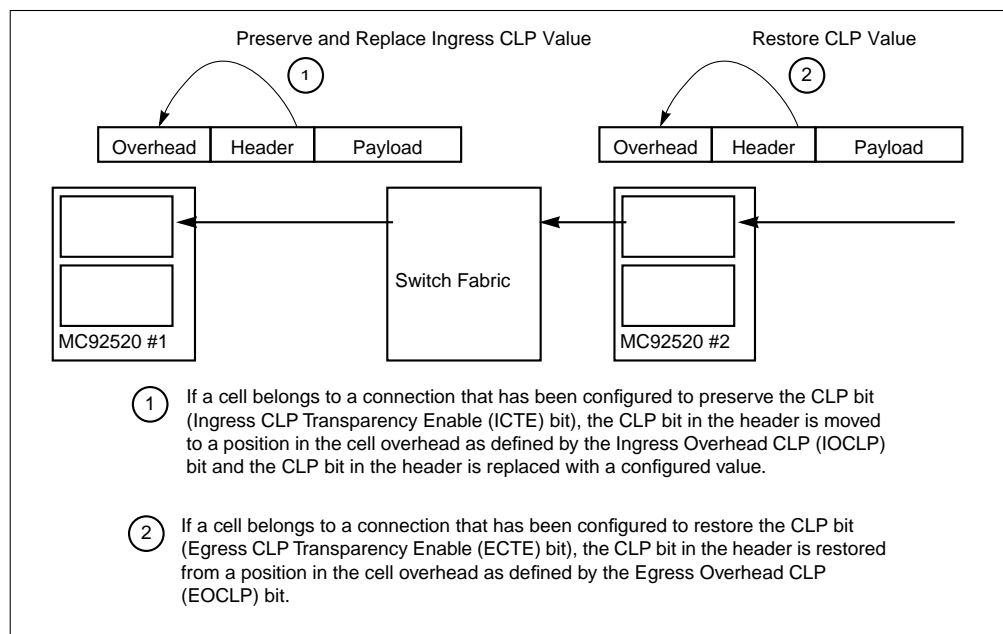 Preserve and Replace Ingress CLP Value
Restore CLP Value
1
2
Overhead Header Payload
Overhead Header Payload
Switch Fabric
MC92520 #1
MC92520 #2
1
If a cell belongs to a connection that has been configured to preserve the CLP bit
(Ingress CLP Transparency Enable (ICTE) bit), the CLP bit in the header is moved
to a position in the cell overhead as defined by the Ingress Overhead CLP (IOCLP)
bit and the CLP bit in the header is replaced with a configured value.
2
If a cell belongs to a connection that has been configured to restore the CLP bit
(Egress CLP Transparency Enable (ECTE) bit), the CLP bit in the header is restored
from a position in the cell overhead as defined by the Egress Overhead CLP
(EOCLP) bit.